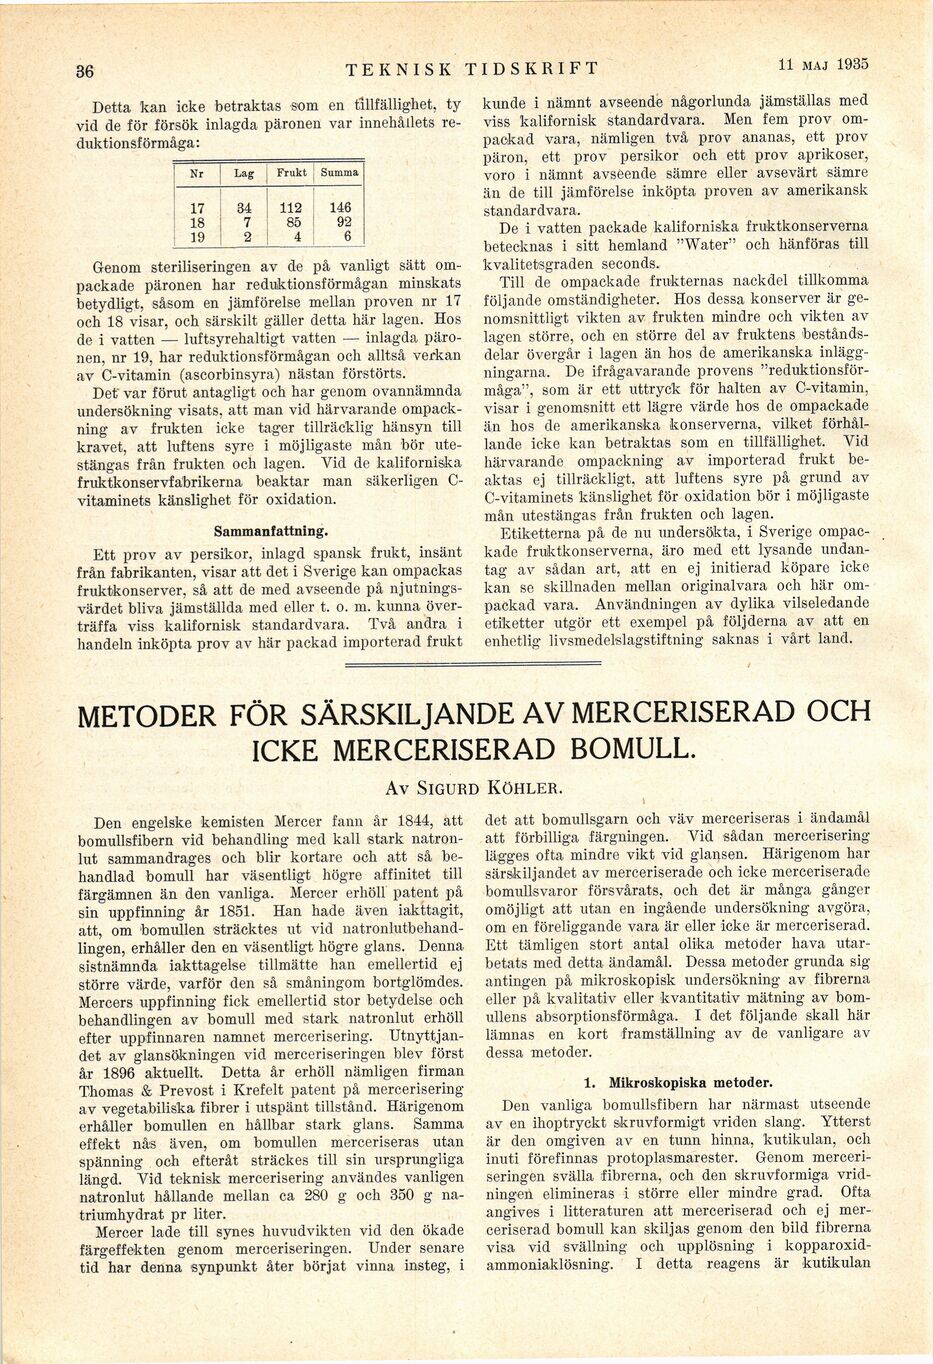 36
TEKNISK TIDSKRIFT
11 MAJ 1935
Detta kan icke betraktas som en tillfällighet, ty
vid de för försök inlagda päronen var innehållets re-
duktionsförmåga:
Nr Lag Frukt Summa
17 34 112 146
18 7 85 92
19 2 4 6
Genom steriliseringen av de på vanligt sätt om-
packade päronen har reduktionsförmågan minskats
betydligt, såsom en jämförelse mellan proven nr 17
och 18 visar, och särskilt gäller detta här lagen. Hos
de i vatten — luftsyrehaltigt vatten — inlagda päro-
nen, nr 19, har reduktionsförmågan och alltså verkan
av C-vitamin (ascorbinsyra) nästan förstörts.
Det var förut antagligt och har genom ovannämnda
undersökning visats, att man vid härvarande ompack-
ning av frukten icke tager tillräcklig hänsyn till
kravet, att luftens syre i möjligaste mån bör ute-
stängas från frukten och lagen. Vid de kaliforniska
fruktkonservfabrikerna beaktar man säkerligen C-
vitaminets känslighet för oxidation.
Sammanfattning.
Ett prov av persikor, inlagd spansk frukt, insänt
från fabrikanten, visar att det i Sverige kan ompackas
fruktkonserver, så att de med avseende på njutnings-
värdet bliva jämställda med eller t. o. m. kunna över-
träffa viss kalifornisk standardvara. Två andra i
handeln inköpta prov av här packad importerad frukt
kunde i nämnt avseende någorlunda jämställas med
viss kalifornisk standardvara. Men fem prov om-
packad vara, nämligen två prov ananas, ett prov
päron, ett prov persikor och ett prov aprikoser,
voro i nämnt avseende sämre eller avsevärt sämre
än de till jämförelse inköpta proven av amerikansk
standardvara.
De i vatten packade kaliforniska fruktkonserverna
betecknas i sitt hemland ”Water” och hänföras till
kvalitetsgraden seconds.
Till de ompackade frukternas nackdel tillkomma
följande omständigheter. Hos dessa konserver är ge-
nomsnittligt vikten av frukten mindre och vikten av
lagen större, och en större del av fruktens bestånds-
delar övergår i lagen än hos de amerikanska inlägg-
ningarna. De ifrågavarande provens ”reduktionsför-
måga”, som är ett uttryck för halten av C-vitamin,
visar i genomsnitt ett lägre värde hos de ompackade
än hos de amerikanska konserverna, vilket förhål-
lande icke kan betraktas som en tillfällighet. Vid
härvarande ompackning av importerad frukt be-
aktas ej tillräckligt, att luftens syre på grund av
C-vitaminets känslighet för oxidation bör i möjligaste
mån utestängas från frukten och lagen.
Etiketterna på de nu undersökta, i Sverige ompac-
kade fruktkonserverna, äro med ett lysande undan-
tag av sådan art, att en ej initierad köpare icke
kan se skillnaden mellan originalvara och här om-
packad vara. Användningen av dylika vilseledande
etiketter utgör ett exempel på följderna av att en
enhetlig livsmedelslagstiftning saknas i vårt land.
METODER FÖR SÄRSKILJANDE AV MERCERISERAD OCH
ICKE MERCERISERAD BOMULL.
AV SIGURD KÖHLER.
Den engelske kemisten Mercer fann år 1844, att
bomullsfibern vid behandling med kall stark natron-
lut sammandrages och blir kortare och att så be-
handlad bomull har väsentligt högre affinitet till
färgämnen än den vanliga. Mercer erhöll patent på
sin uppfinning år 1851. Han hade även iakttagit,
att, om bomullen sträcktes ut vid natronlutbehand-
lingen, erhåller den en väsentligt högre glans. Denna
sistnämnda iakttagelse tillmätte han emellertid ej
större värde, varför den så småningom bortglömdes.
Mercers uppfinning fick emellertid stor betydelse och
behandlingen av bomull med stark natronlut erhöll
efter uppfinnaren namnet mercerisering. Utnyttjan-
det av glansökningen vid merceriseringen blev först
år 1896 aktuellt. Detta år erhöll nämligen firman
Thomas & Prevost i Krefelt patent på mercerisering
av vegetabiliska fibrer i utspänt tillstånd. Härigenom
erhåller bomullen en hållbar stark glans. Samma
effekt nås även, om bomullen merceriseras utan
spänning och efteråt sträckes till sin ursprungliga
längd. Vid teknisk mercerisering användes vanligen
natronlut hållande mellan ca 280 g och 350 g na-
triumhydrat pr liter.
Mercer lade till synes huvudvikten vid den ökade
färgeffekten genom merceriseringen. Under senare
tid har denna synpunkt åter börjat vinna insteg, i
det att bomullsgarn och väv merceriseras i ändamål
att förbilliga färgningen. Vid sådan mercerisering
lägges ofta mindre vikt vid glansen. Härigenom har
särskiljandet av merceriserade och icke merceriserade
bomullsvaror försvårats, och det är många gånger
omöjligt att utan en ingående undersökning avgöra,
om en föreliggande vara är eller icke är merceriserad.
Ett tämligen stort antal olika metoder hava utar-
betats med detta ändamål. Dessa metoder grunda sig
antingen på mikroskopisk undersökning av fibrerna
eller på kvalitativ eller kvantitativ mätning av bom-
ullens absorptionsförmåga. I det följande skall här
lämnas en kort framställning av de vanligare av
dessa metoder.
1. Mikroskopiska metoder.
Den vanliga bomullsfibern har närmast utseende
av en ihoptryckt skruvformigt vriden slang. Ytterst
är den omgiven av en tunn hinna, kutikulan, och
inuti förefinnas protoplasmarester. Genom merceri-
seringen svälla fibrerna, och den skruvformiga vrid-
ningen elimineras i större eller mindre grad. Ofta
angives i litteraturen att merceriserad och ej mer-
ceriserad bomull kan skiljas genom den bild fibrerna
visa vid svällning och upplösning i kopparoxid-
ammoniaklösning. I detta reagens är kutikulan